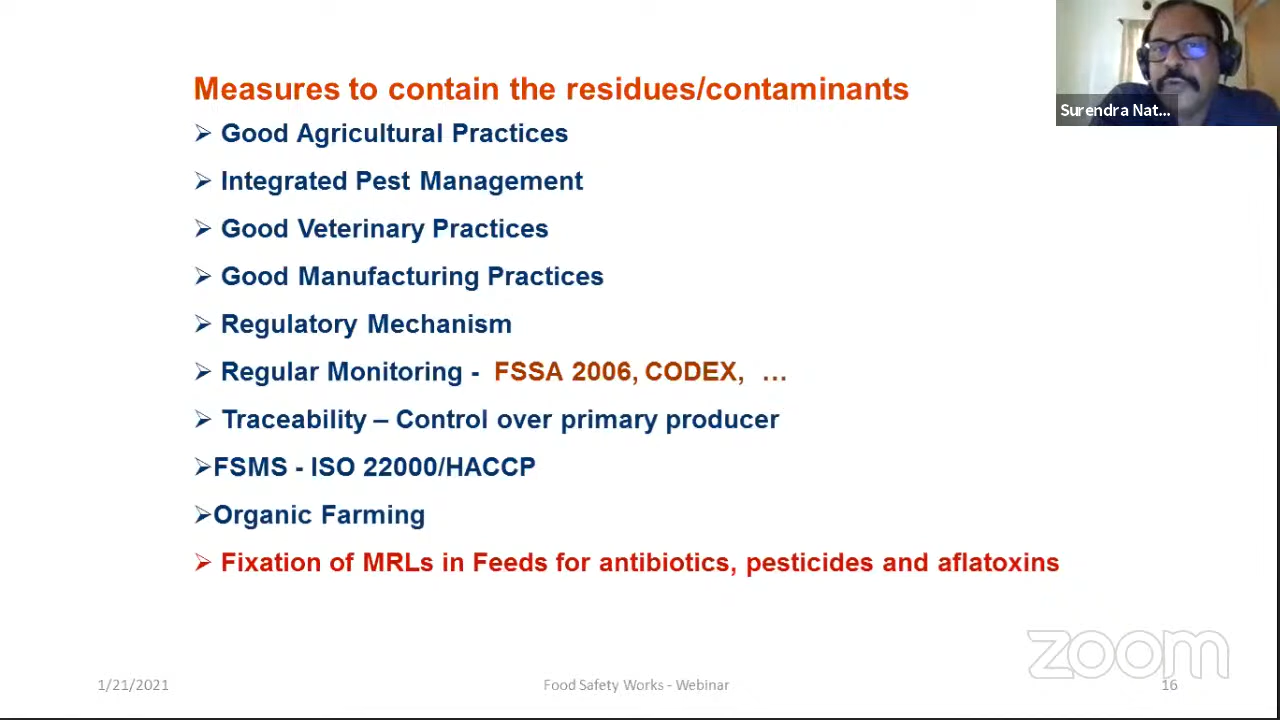 Measures to contain the residues/contaminants
Surendra Nat...
➢ Good Agricultural Practices
➢ Integrated Pest Management
➢ Good Veterinary Practices
➢ Good Manufacturing Practices
➢ Regulatory Mechanism
➢ Regular Monitoring - FSSA 2006, CODEX, ...
➢ Traceability – Control over primary producer
➢FSMS - ISO 22000/HACCP
➢Organic Farming
➢ Fixation of MRLs in Feeds for antibiotics, pesticides and aflatoxins
zoom
1/21/2021 Food Safety Works - Webinar 16